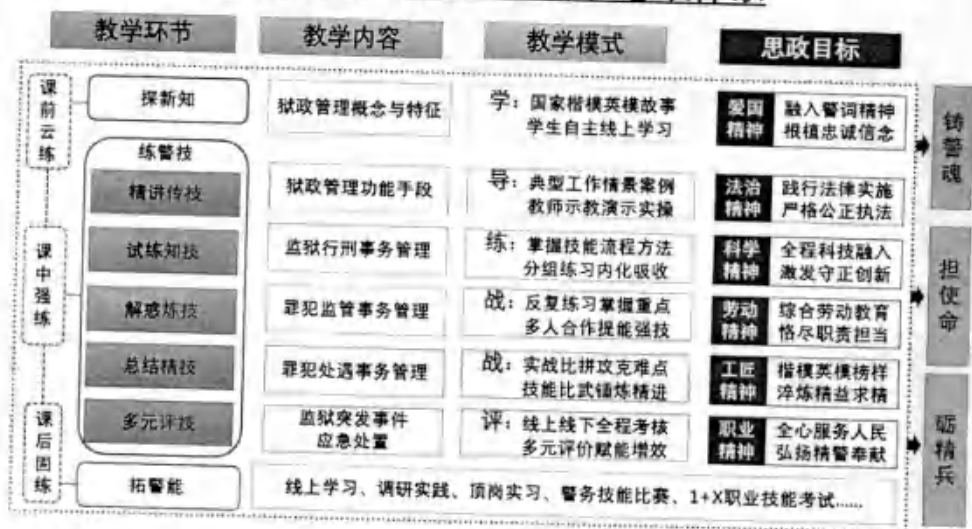 教学环节 教学内容 教学模式 思政目标
课前云练
探新知
狱政管理概念与特征
学：国家楷模英模故事
学生自主线上学习
爱国精神
融入警词精神
根植忠诚信念
铸警魂
练警技
精讲传技
狱政管理功能手段
导：典型工作情景案例
教师示教演示实操
法治精神
践行法律实施
严格公正执法
课中强练
试练知技
监狱行刑事务管理
练：掌握技能流程方法
分组练习内化吸收
科学精神
全程科技融入
激发守正创新
担使命
解惑炼技
罪犯监管事务管理
战：反复练习掌握重点
多人合作提能强技
劳动精神
综合劳动教育
恪尽职责担当
总结精技
罪犯处遇事务管理
战：实战比拼攻克难点
技能比武锤炼精进
工匠精神
楷模英模榜样
淬炼精益求精
课后固练
多元评技
监狱突发事件
应急处置
评：线上线下全程考核
多元评价赋能增效
职业精神
全心服务人民
弘扬精警奉献
砺精兵
拓警能
线上学习、调研实践、顶岗实习、警务技能比赛、1+X职业技能考试……